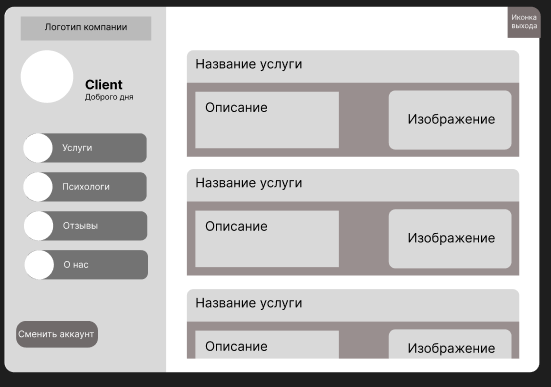 Логотип компании
Иконка
выхода
Client
Доброго дня
Услуги
Психологи
Отзывы
О нас
Сменить аккаунт
Название услуги
Описание
Изображение
Название услуги
Описание
Изображение
Название услуги
Описание
Изображение